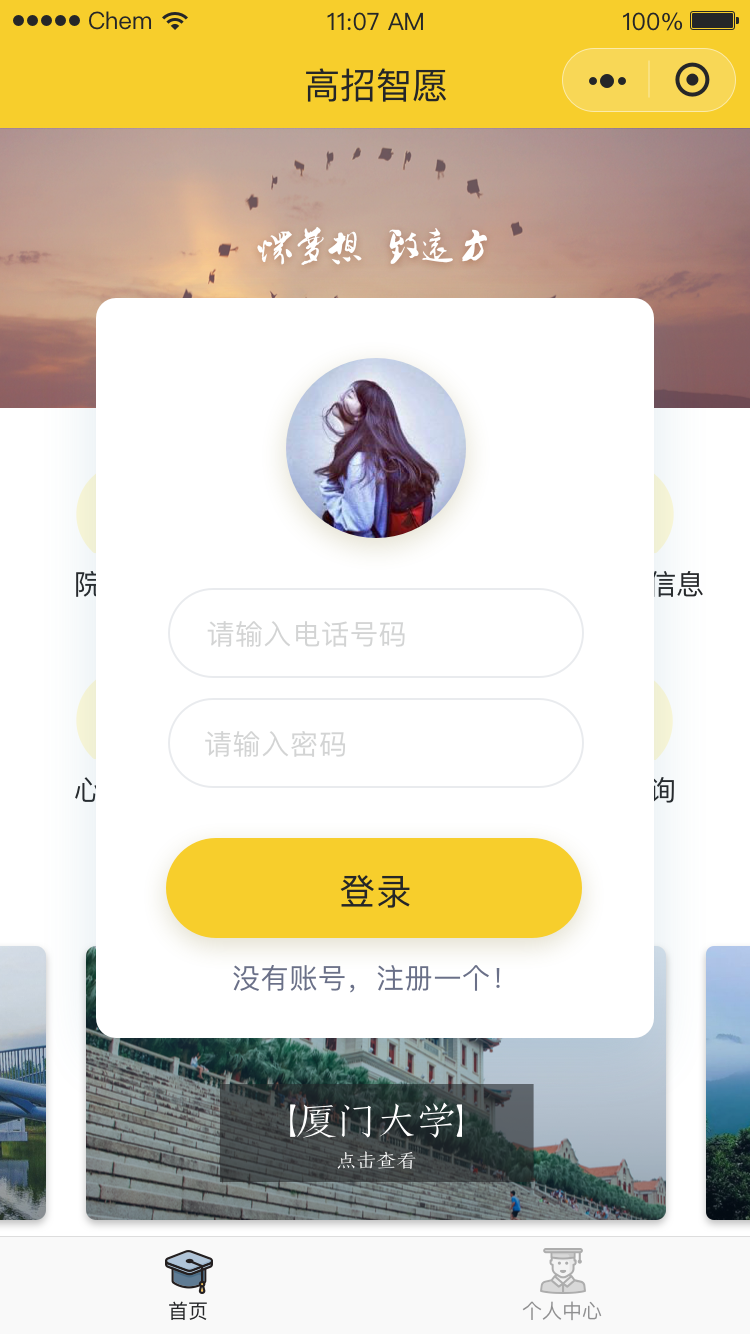 ●●●●● Chem 11:07 AM 100%
高招智愿
燃梦想 致远方
请输入电话号码
请输入密码
登录
没有账号，注册一个！
院
信息
心
询
【厦门大学】
点击查看
首页
个人中心